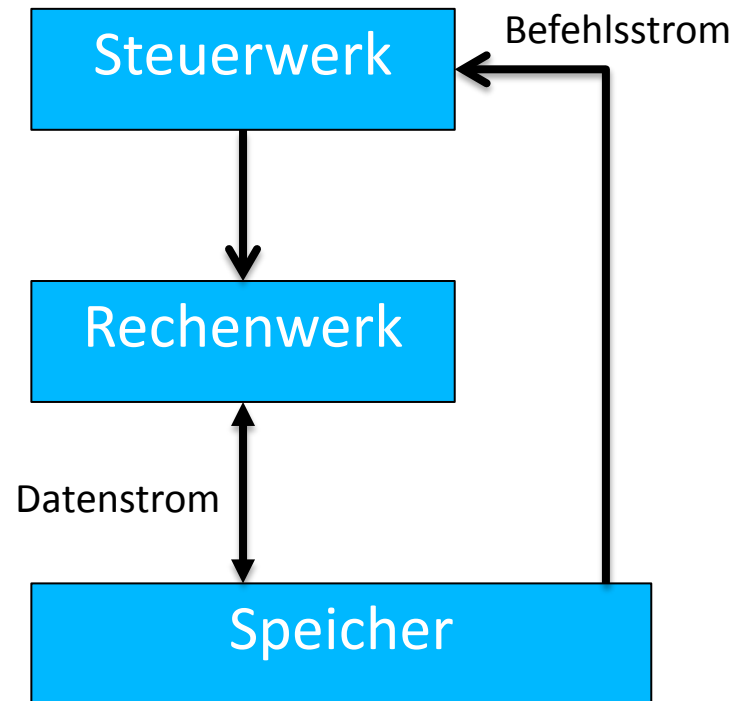 Befehlsstrom
Steuerwerk
Rechenwerk
Datenstrom
Speicher